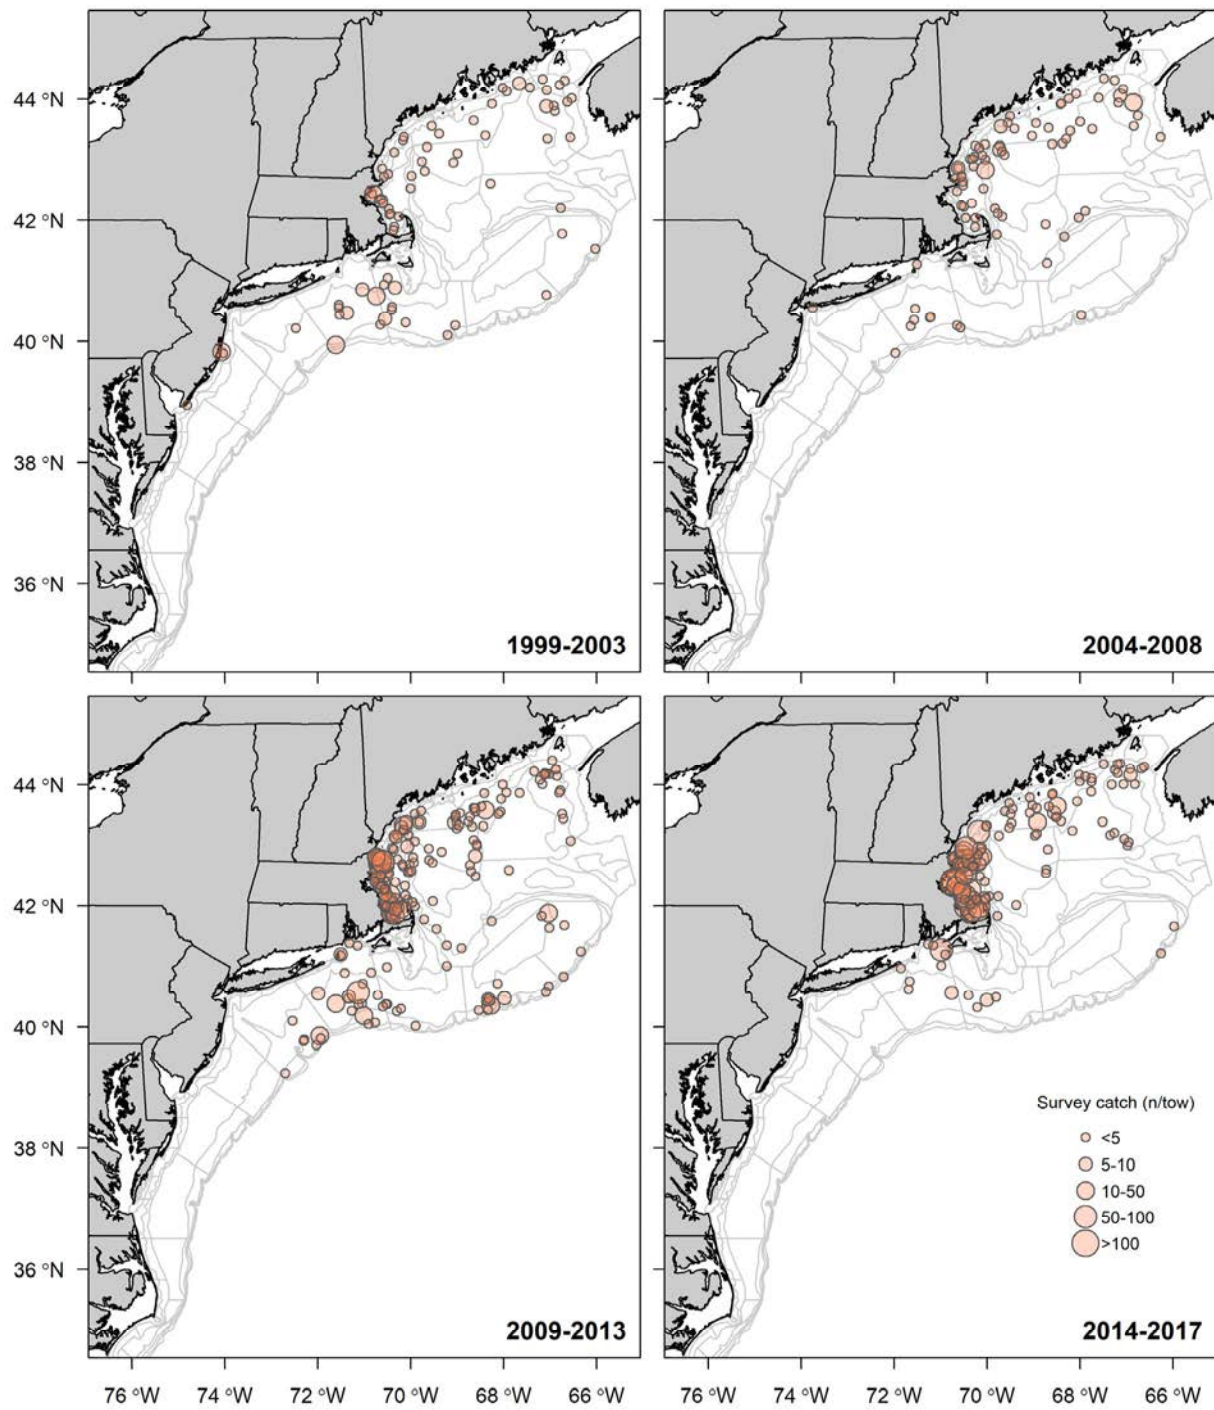 44 °N
42 °N
40 °N
38 °N
36 °N
1999-2003
2004-2008
44 °N
42 °N
40 °N
38 °N
36 °N
2009-2013
Survey catch (n/tow)
<5
5-10
10-50
50-100
>100
2014-2017
76 °W 74 °W 72 °W 70 °W 68 °W 66 °W
76 °W 74 °W 72 °W 70 °W 68 °W 66 °W